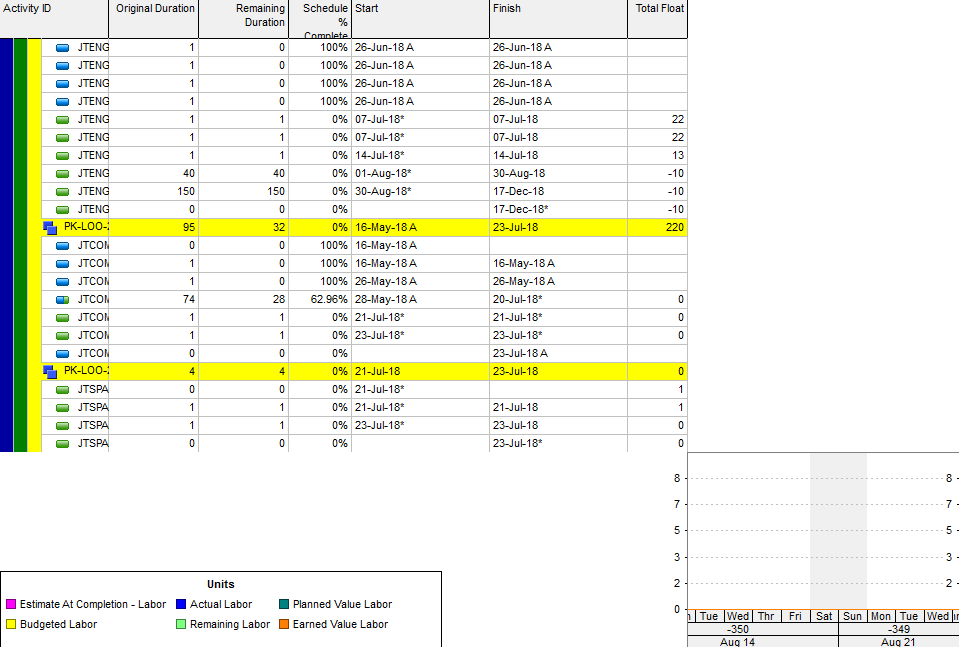 Activity ID Original Duration Remaining Duration Schedule % Complete Start Finish Total Float
JTENG 1 0 100% 26-Jun-18 A 26-Jun-18 A
JTENG 1 0 100% 26-Jun-18 A 26-Jun-18 A
JTENG 1 0 100% 26-Jun-18 A 26-Jun-18 A
JTENG 1 0 100% 26-Jun-18 A 26-Jun-18 A
JTENG 1 1 0% 07-Jul-18* 07-Jul-18 22
JTENG 1 1 0% 07-Jul-18* 07-Jul-18 22
JTENG 1 1 0% 14-Jul-18* 14-Jul-18 13
JTENG 40 40 0% 01-Aug-18* 30-Aug-18 -10
JTENG 150 150 0% 30-Aug-18* 17-Dec-18 -10
JTENG 0 0 0% 17-Dec-18* -10
PK-LOO-2 95 32 0% 16-May-18 A 23-Jul-18 220
JTCOM 0 0 100% 16-May-18 A
JTCOM 1 0 100% 16-May-18 A 16-May-18 A
JTCOM 1 0 100% 26-May-18 A 26-May-18 A
JTCOM 74 28 62.96% 28-May-18 A 20-Jul-18* 0
JTCOM 1 1 0% 21-Jul-18* 21-Jul-18* 0
JTCOM 1 1 0% 23-Jul-18* 23-Jul-18* 0
JTCOM 0 0 0% 23-Jul-18 A
PK-LOO-2 4 4 0% 21-Jul-18 23-Jul-18 0
JTSPA 0 0 0% 21-Jul-18* 1
JTSPA 1 1 0% 21-Jul-18* 21-Jul-18 1
JTSPA 1 1 0% 23-Jul-18* 23-Jul-18 0
JTSPA 0 0 0% 23-Jul-18* 0
8 8
7 7
5 5
3 3
2 2
0
Tue Wed Thr Fri Sat Sun Mon Tue Wed
-350 -349
Aug 14 Aug 21
Units
Estimate At Completion - Labor Actual Labor Planned Value Labor
Budgeted Labor Remaining Labor Earned Value Labor